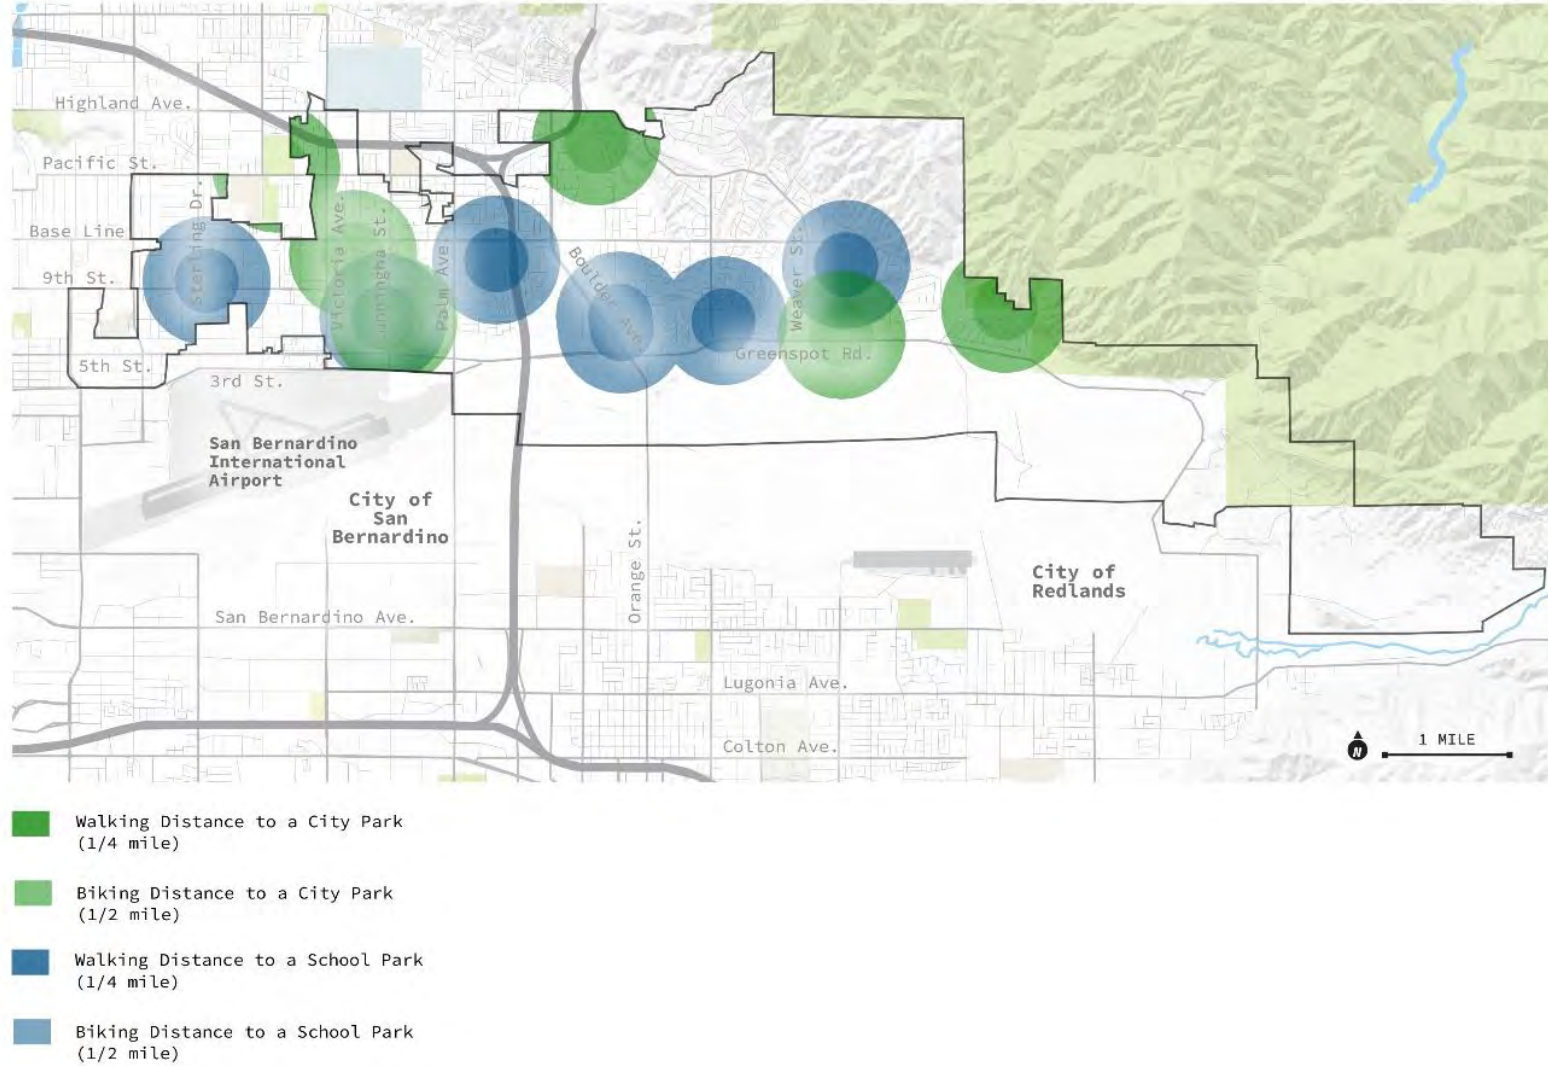 Highland Ave.
Pacific St.
Sterling Dr.
Victoria Ave.
Cunningha St.
Palm Ave.
Base Line
9th St.
Boulder Ave.
Weaver St.
5th St.
3rd St.
Greenspot Rd.
San Bernardino
International
Airport
City of
San
Bernardino
Orange St.
City of
Redlands
San Bernardino Ave.
Lugonia Ave.
Colton Ave.
N
1 MILE
Walking Distance to a City Park
(1/4 mile)
Biking Distance to a City Park
(1/2 mile)
Walking Distance to a School Park
(1/4 mile)
Biking Distance to a School Park
(1/2 mile)